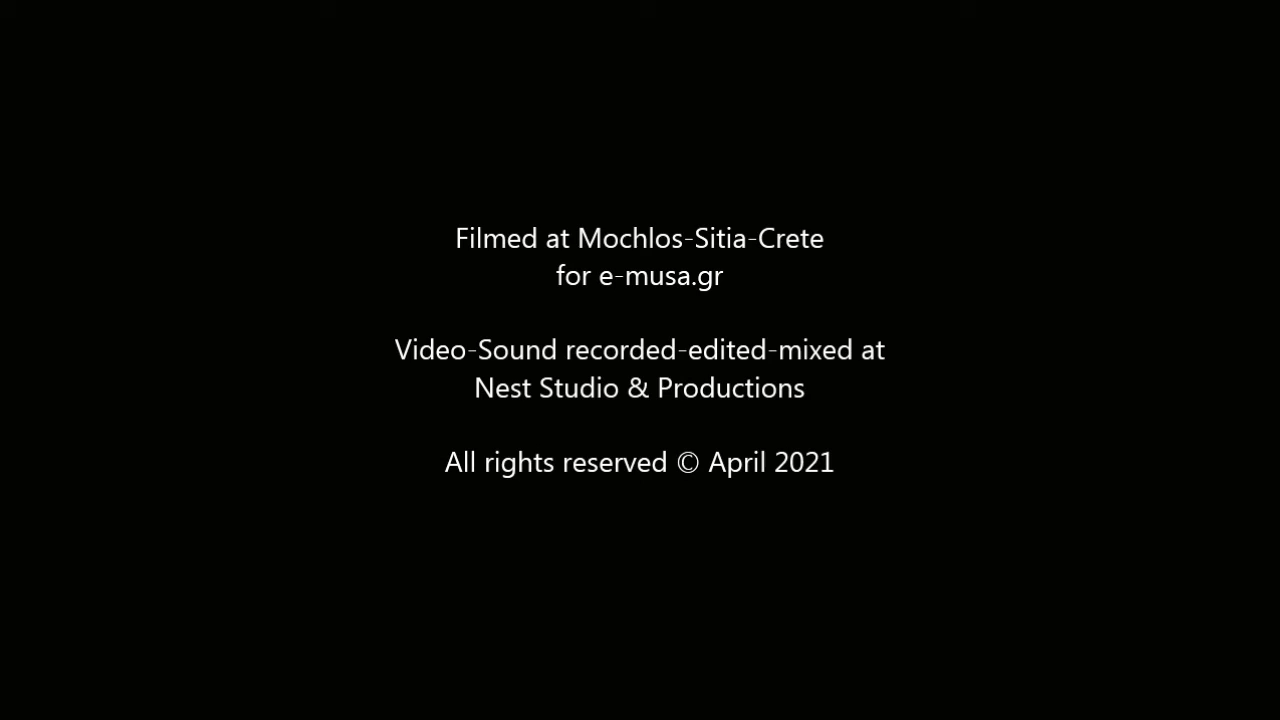 Filmed at Mochlos-Sitia-Crete
for e-musa.gr
Video-Sound recorded-edited-mixed at
Nest Studio & Productions
All rights reserved © April 2021